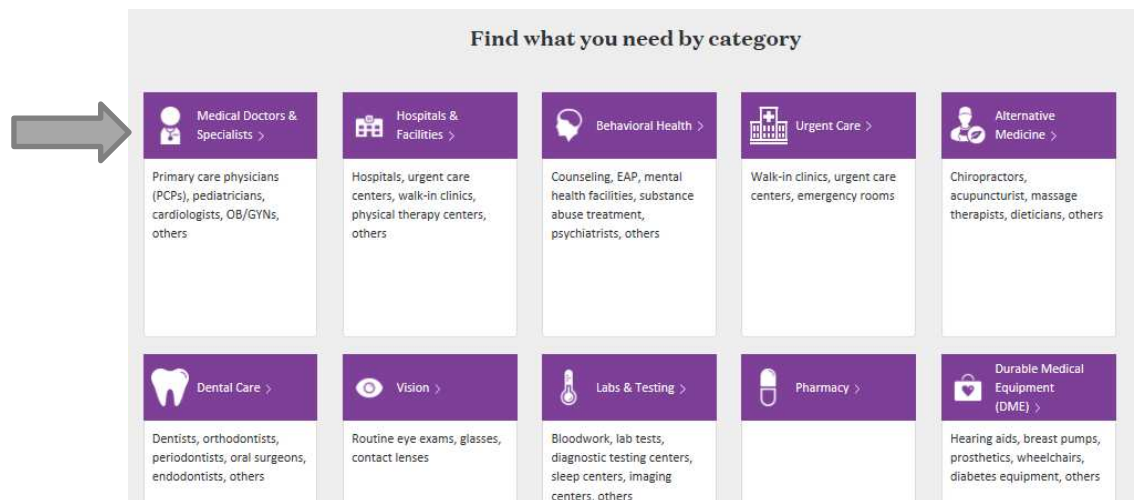 Find what you need by category
Medical Doctors &
Specialists >
Primary care physicians
(PCPs), pediatricians,
cardiologists, OB/GYNs,
others
Hospitals &
Facilities >
Hospitals, urgent care
centers, walk-in clinics,
physical therapy centers,
others
Behavioral Health >
Counseling, EAP, mental
health facilities, substance
abuse treatment,
psychiatrists, others
Urgent Care >
Walk-in clinics, urgent care
centers, emergency rooms
Alternative
Medicine >
Chiropractors,
acupuncturist, massage
therapists, dieticians, others
Dental Care >
Dentists, orthodontists,
periodontists, oral surgeons,
endodontists, others
Vision >
Routine eye exams, glasses,
contact lenses
Labs & Testing >
Bloodwork, lab tests,
diagnostic testing centers,
sleep centers, imaging
centers, others
Pharmacy >
Durable Medical
Equipment
(DME) >
Hearing aids, breast pumps,
prosthetics, wheelchairs,
diabetes equipment, others